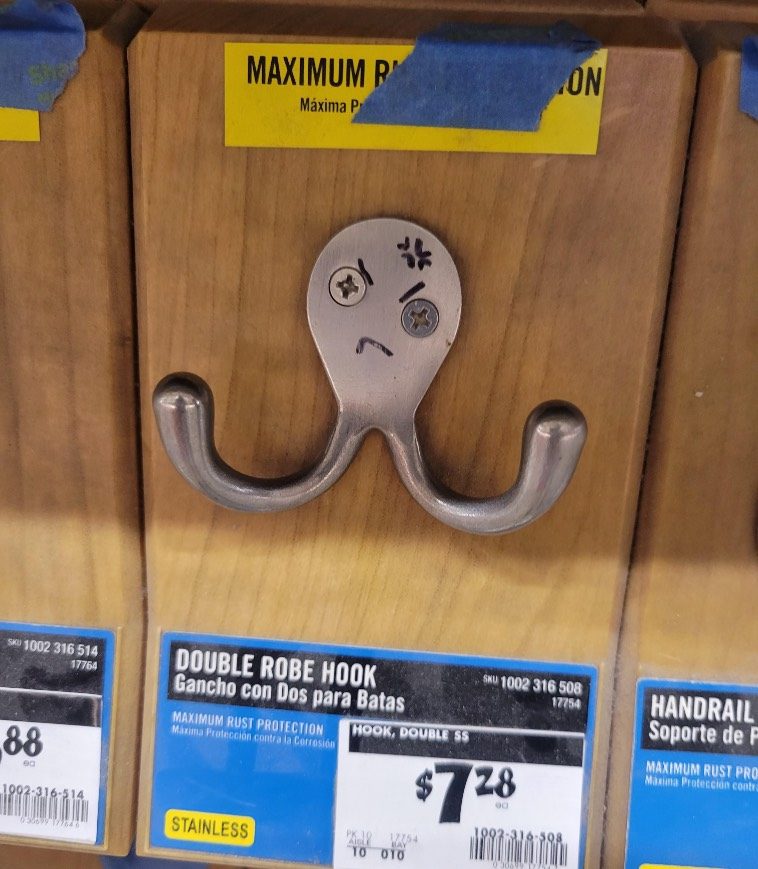 MAXIMUM
ON
Máxima
SKU 1002 316 514
17764
.88
ea
1002-316-514
DOUBLE ROBE HOOK
Gancho con Dos para Batas
SKU 1002 316 508
17754
MAXIMUM RUST PROTECTION
Máxima Protección contra la Corrosión
HOOK, DOUBLE SS
$7 28
ea
STAINLESS
PK 10 17754
AISLE BAY
10 010
1002-316-508
HANDRAIL
Soporte de
MAXIMUM RUST PRO
Máxima Protección contra